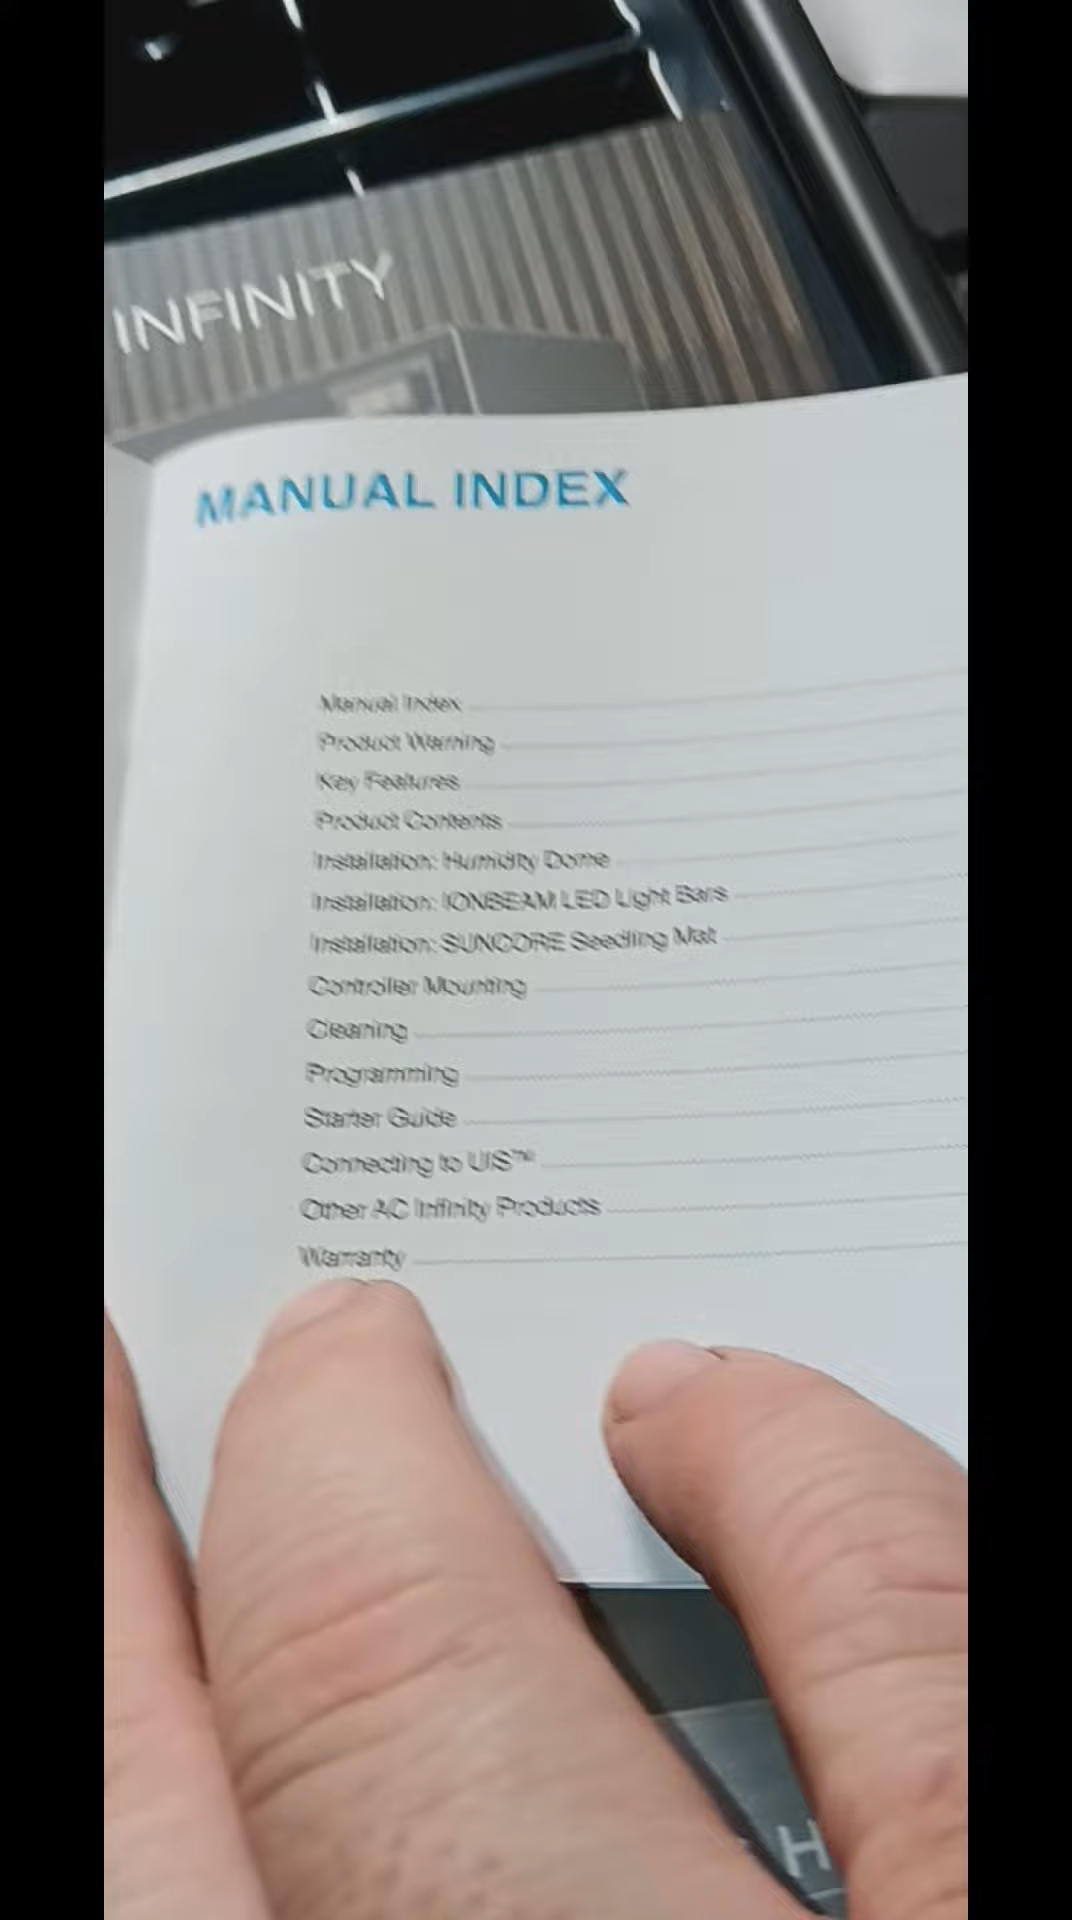 INFINITY
MANUAL INDEX
Manual Index
Product Warning
Key Features
Product Contents
Installation: Humidity Dome
Installation: IONBEAM LED Light Bars
Installation: SUNCORE Seedling Mat
Controller Mounting
Cleaning
Programming
Starter Guide
Connecting to UIS™
Other AC Infinity Products
Warranty
H